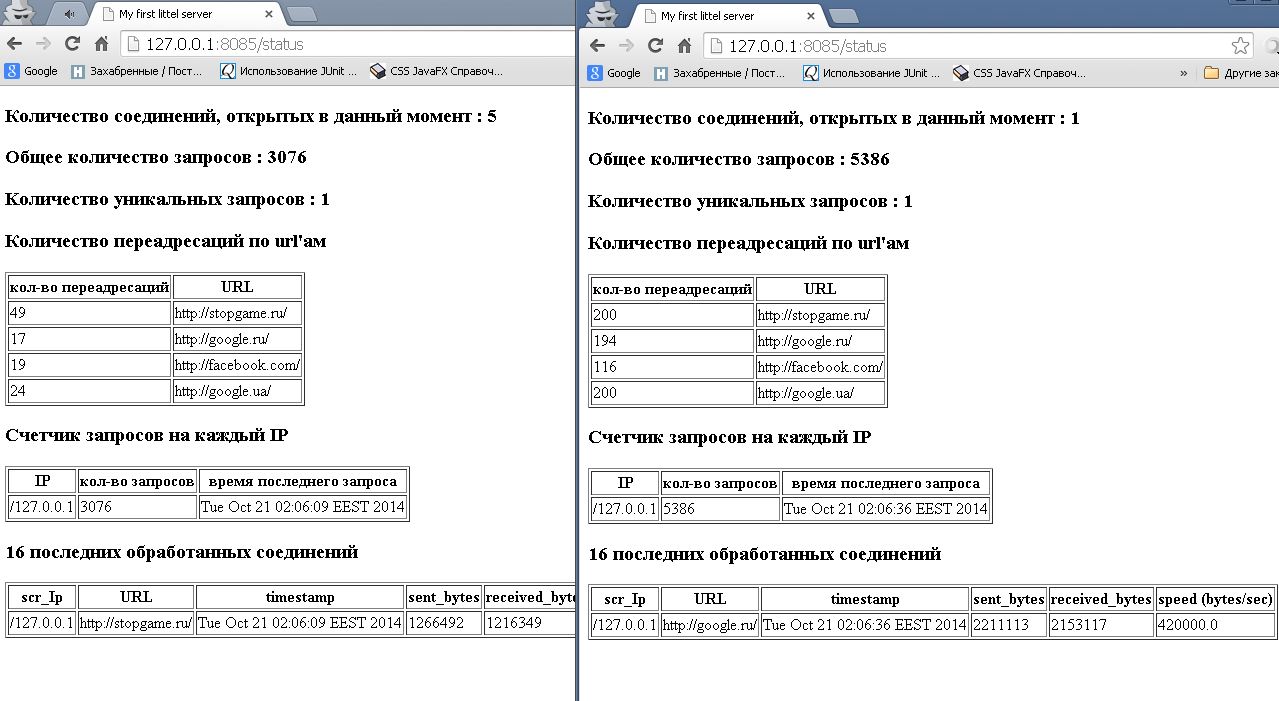 My first littel server
127.0.0.1:8085/status
Google Захабренные / Пост... Использование JUnit ... CSS JavaFX Справоч...
Количество соединений, открытых в данный момент : 5
Общее количество запросов : 3076
Количество уникальных запросов : 1
Количество переадресаций по url'ам
кол-во переадресаций URL
49 http://stopgame.ru/
17 http://google.ru/
19 http://facebook.com/
24 http://google.ua/
Счетчик запросов на каждый IP
IP кол-во запросов время последнего запроса
/127.0.0.1 3076 Tue Oct 21 02:06:09 EEST 2014
16 последних обработанных соединений
scr_Ip URL timestamp sent_bytes received_byte
/127.0.0.1 http://stopgame.ru/ Tue Oct 21 02:06:09 EEST 2014 1266492 1216349
My first littel server
127.0.0.1:8085/status
Google Захабренные / Пост... Использование JUnit ... CSS JavaFX Справоч... » Другие зак
Количество соединений, открытых в данный момент : 1
Общее количество запросов : 5386
Количество уникальных запросов : 1
Количество переадресаций по url'ам
кол-во переадресаций URL
200 http://stopgame.ru/
194 http://google.ru/
116 http://facebook.com/
200 http://google.ua/
Счетчик запросов на каждый IP
IP кол-во запросов время последнего запроса
/127.0.0.1 5386 Tue Oct 21 02:06:36 EEST 2014
16 последних обработанных соединений
scr_Ip URL timestamp sent_bytes received_bytes speed (bytes/sec)
/127.0.0.1 http://google.ru/ Tue Oct 21 02:06:36 EEST 2014 2211113 2153117 420000.0